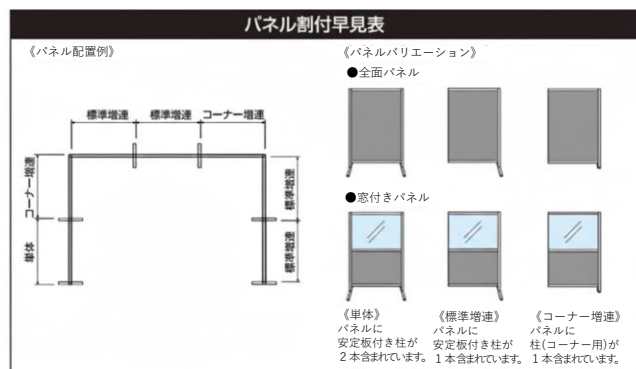 パネル割付早見表
《パネル配置例》
標準増連 標準増連 コーナー増連
コーナー増連
単体
標準増連
標準増連
《パネルバリエーション》
●全面パネル
●窓付きパネル
《単体》
パネルに
安定板付き柱が
2本含まれています。
《標準増連》
パネルに
安定板付き柱が
1本含まれています。
《コーナー増連》
パネルに
柱(コーナー用)が
1本含まれています。